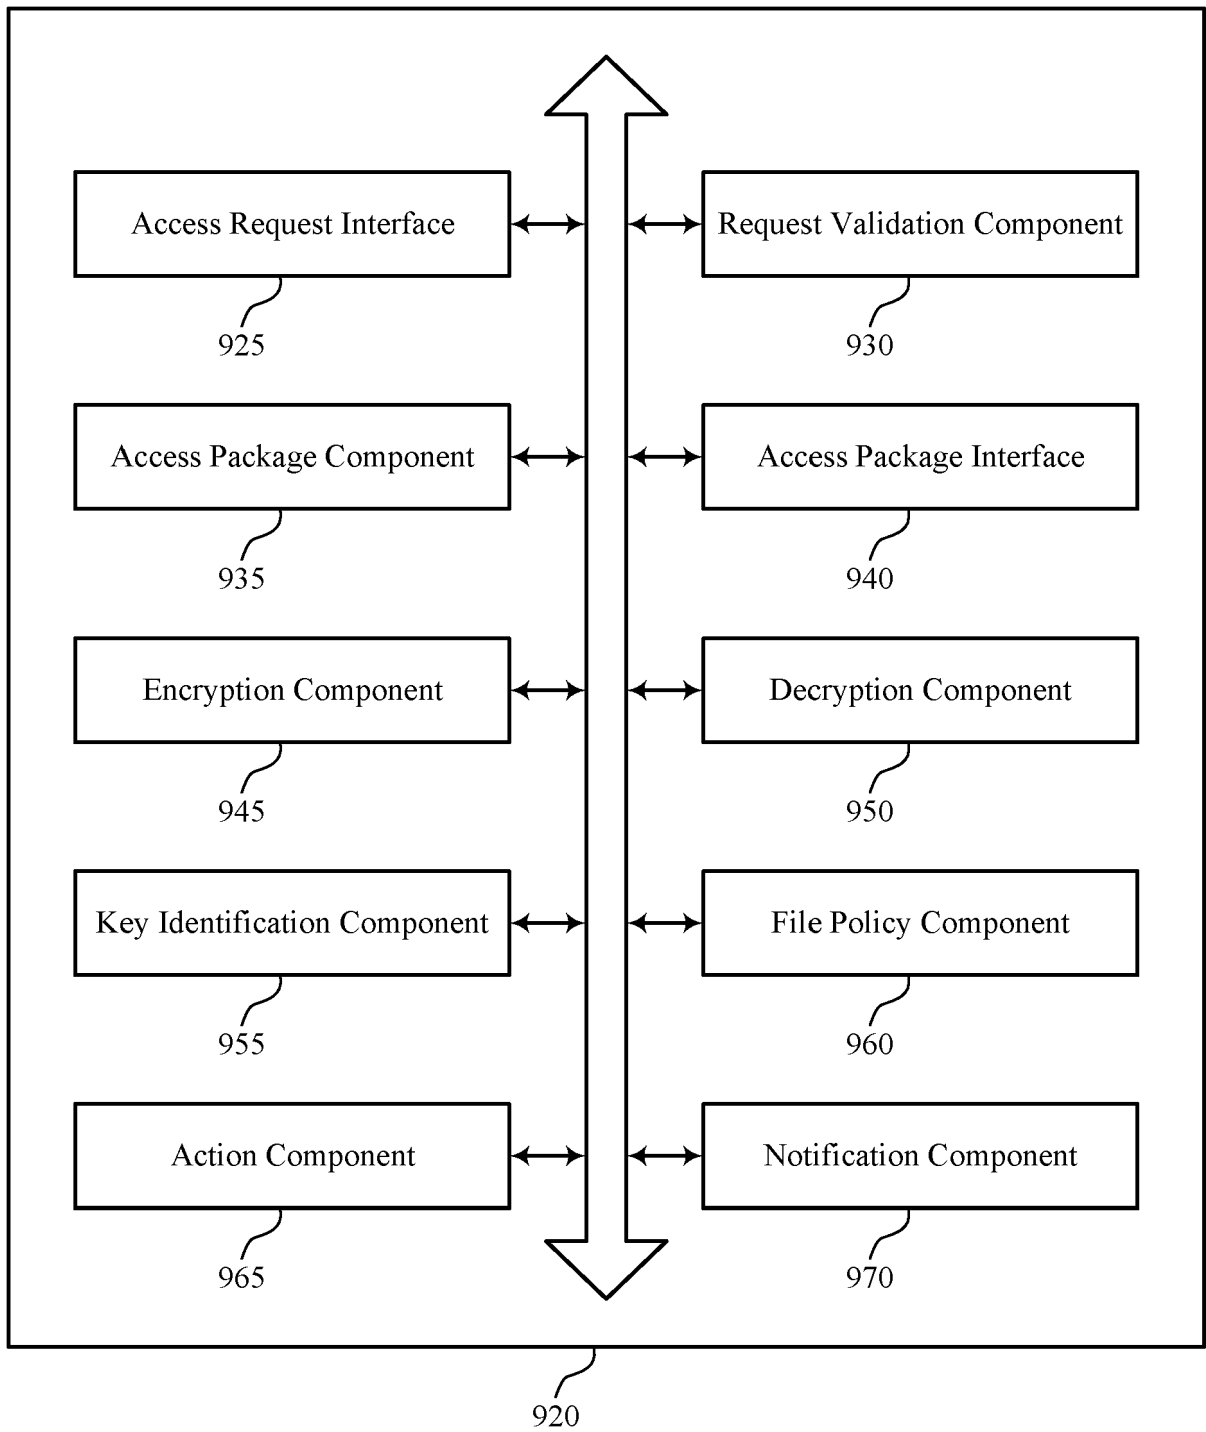 Access Request Interface
925
Request Validation Component
930
Access Package Component
935
Access Package Interface
940
Encryption Component
945
Decryption Component
950
Key Identification Component
955
File Policy Component
960
Action Component
965
Notification Component
970
920